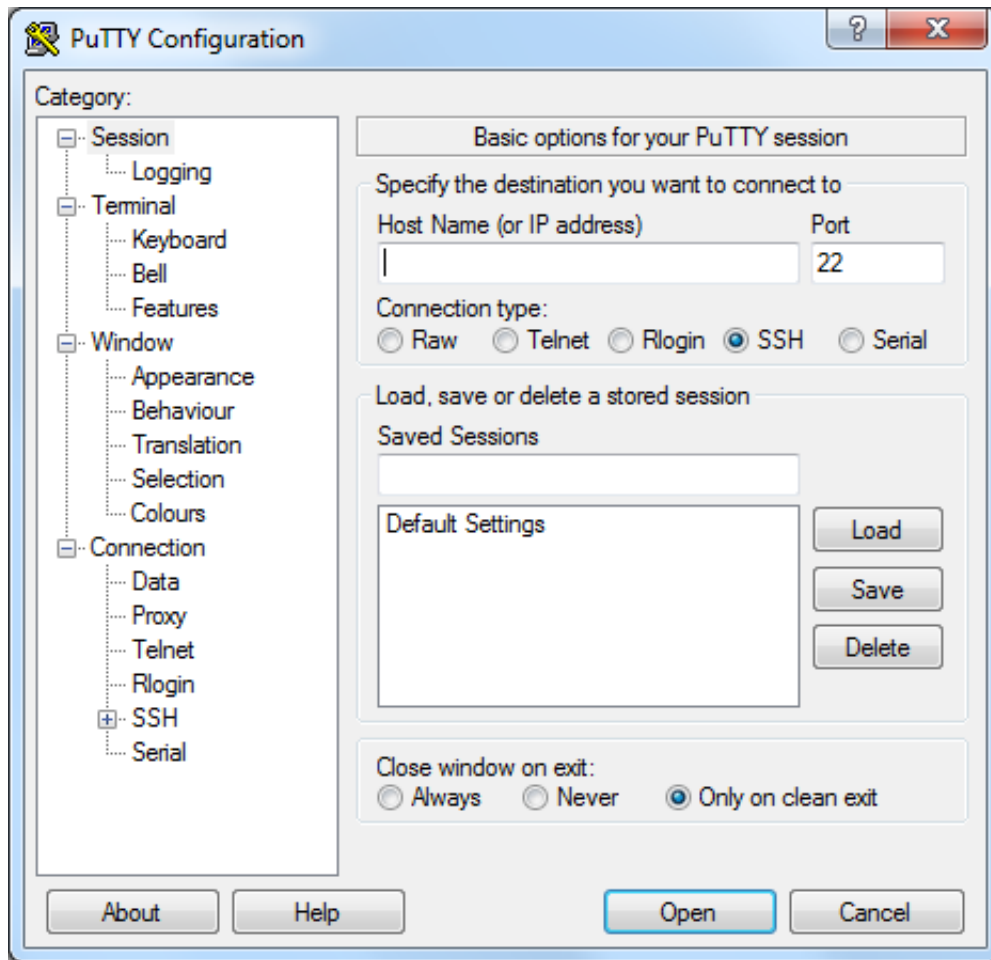 PuTTY Configuration
Category:
Session
Logging
Terminal
Keyboard
Bell
Features
Window
Appearance
Behaviour
Translation
Selection
Colours
Connection
Data
Proxy
Telnet
Rlogin
SSH
Serial
Basic options for your PuTTY session
Specify the destination you want to connect to
Host Name (or IP address) Port
22
Connection type:
Raw Telnet Rlogin SSH Serial
Load, save or delete a stored session
Saved Sessions
Default Settings
Load
Save
Delete
Close window on exit:
Always Never Only on clean exit
About Help Open Cancel